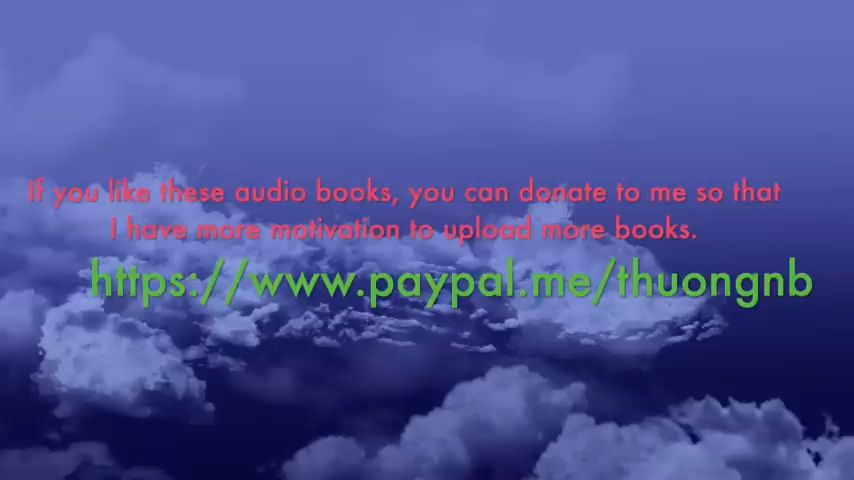 If you like these audio books, you can donate to me so that
I have more motivation to upload more books.
https://www.paypal.me/thuongnb